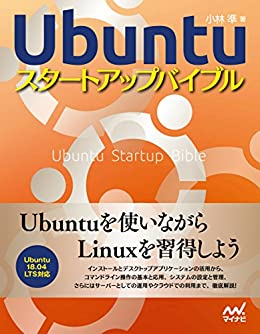 小林 準 著
Ubuntu
スタートアップバイブル
Ubuntu Startup Bible
Ubuntuを使いながら
Linuxを習得しよう
Ubuntu
18.04
LTS対応
インストールとデスクトップアプリケーションの活用から、
コマンドライン操作の基本と応用、システムの設定と管理、
さらにはサーバーとしての運用やクラウドでの利用まで、徹底解説!
マイナビ